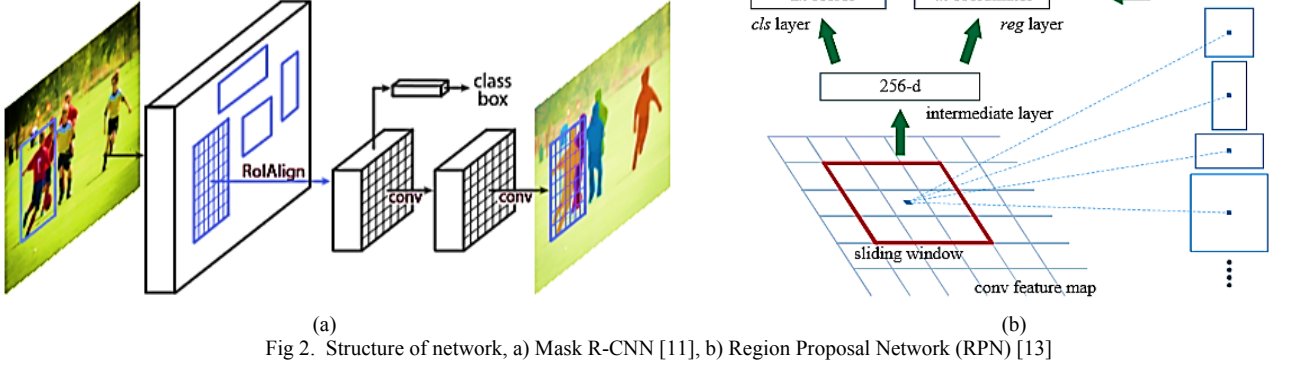 class
box
RoIAlign
conv
conv
cls layer
reg layer
256-d
intermediate layer
sliding window
conv feature map
(a)
(b)
Fig 2. Structure of network, a) Mask R-CNN [11], b) Region Proposal Network (RPN) [13]